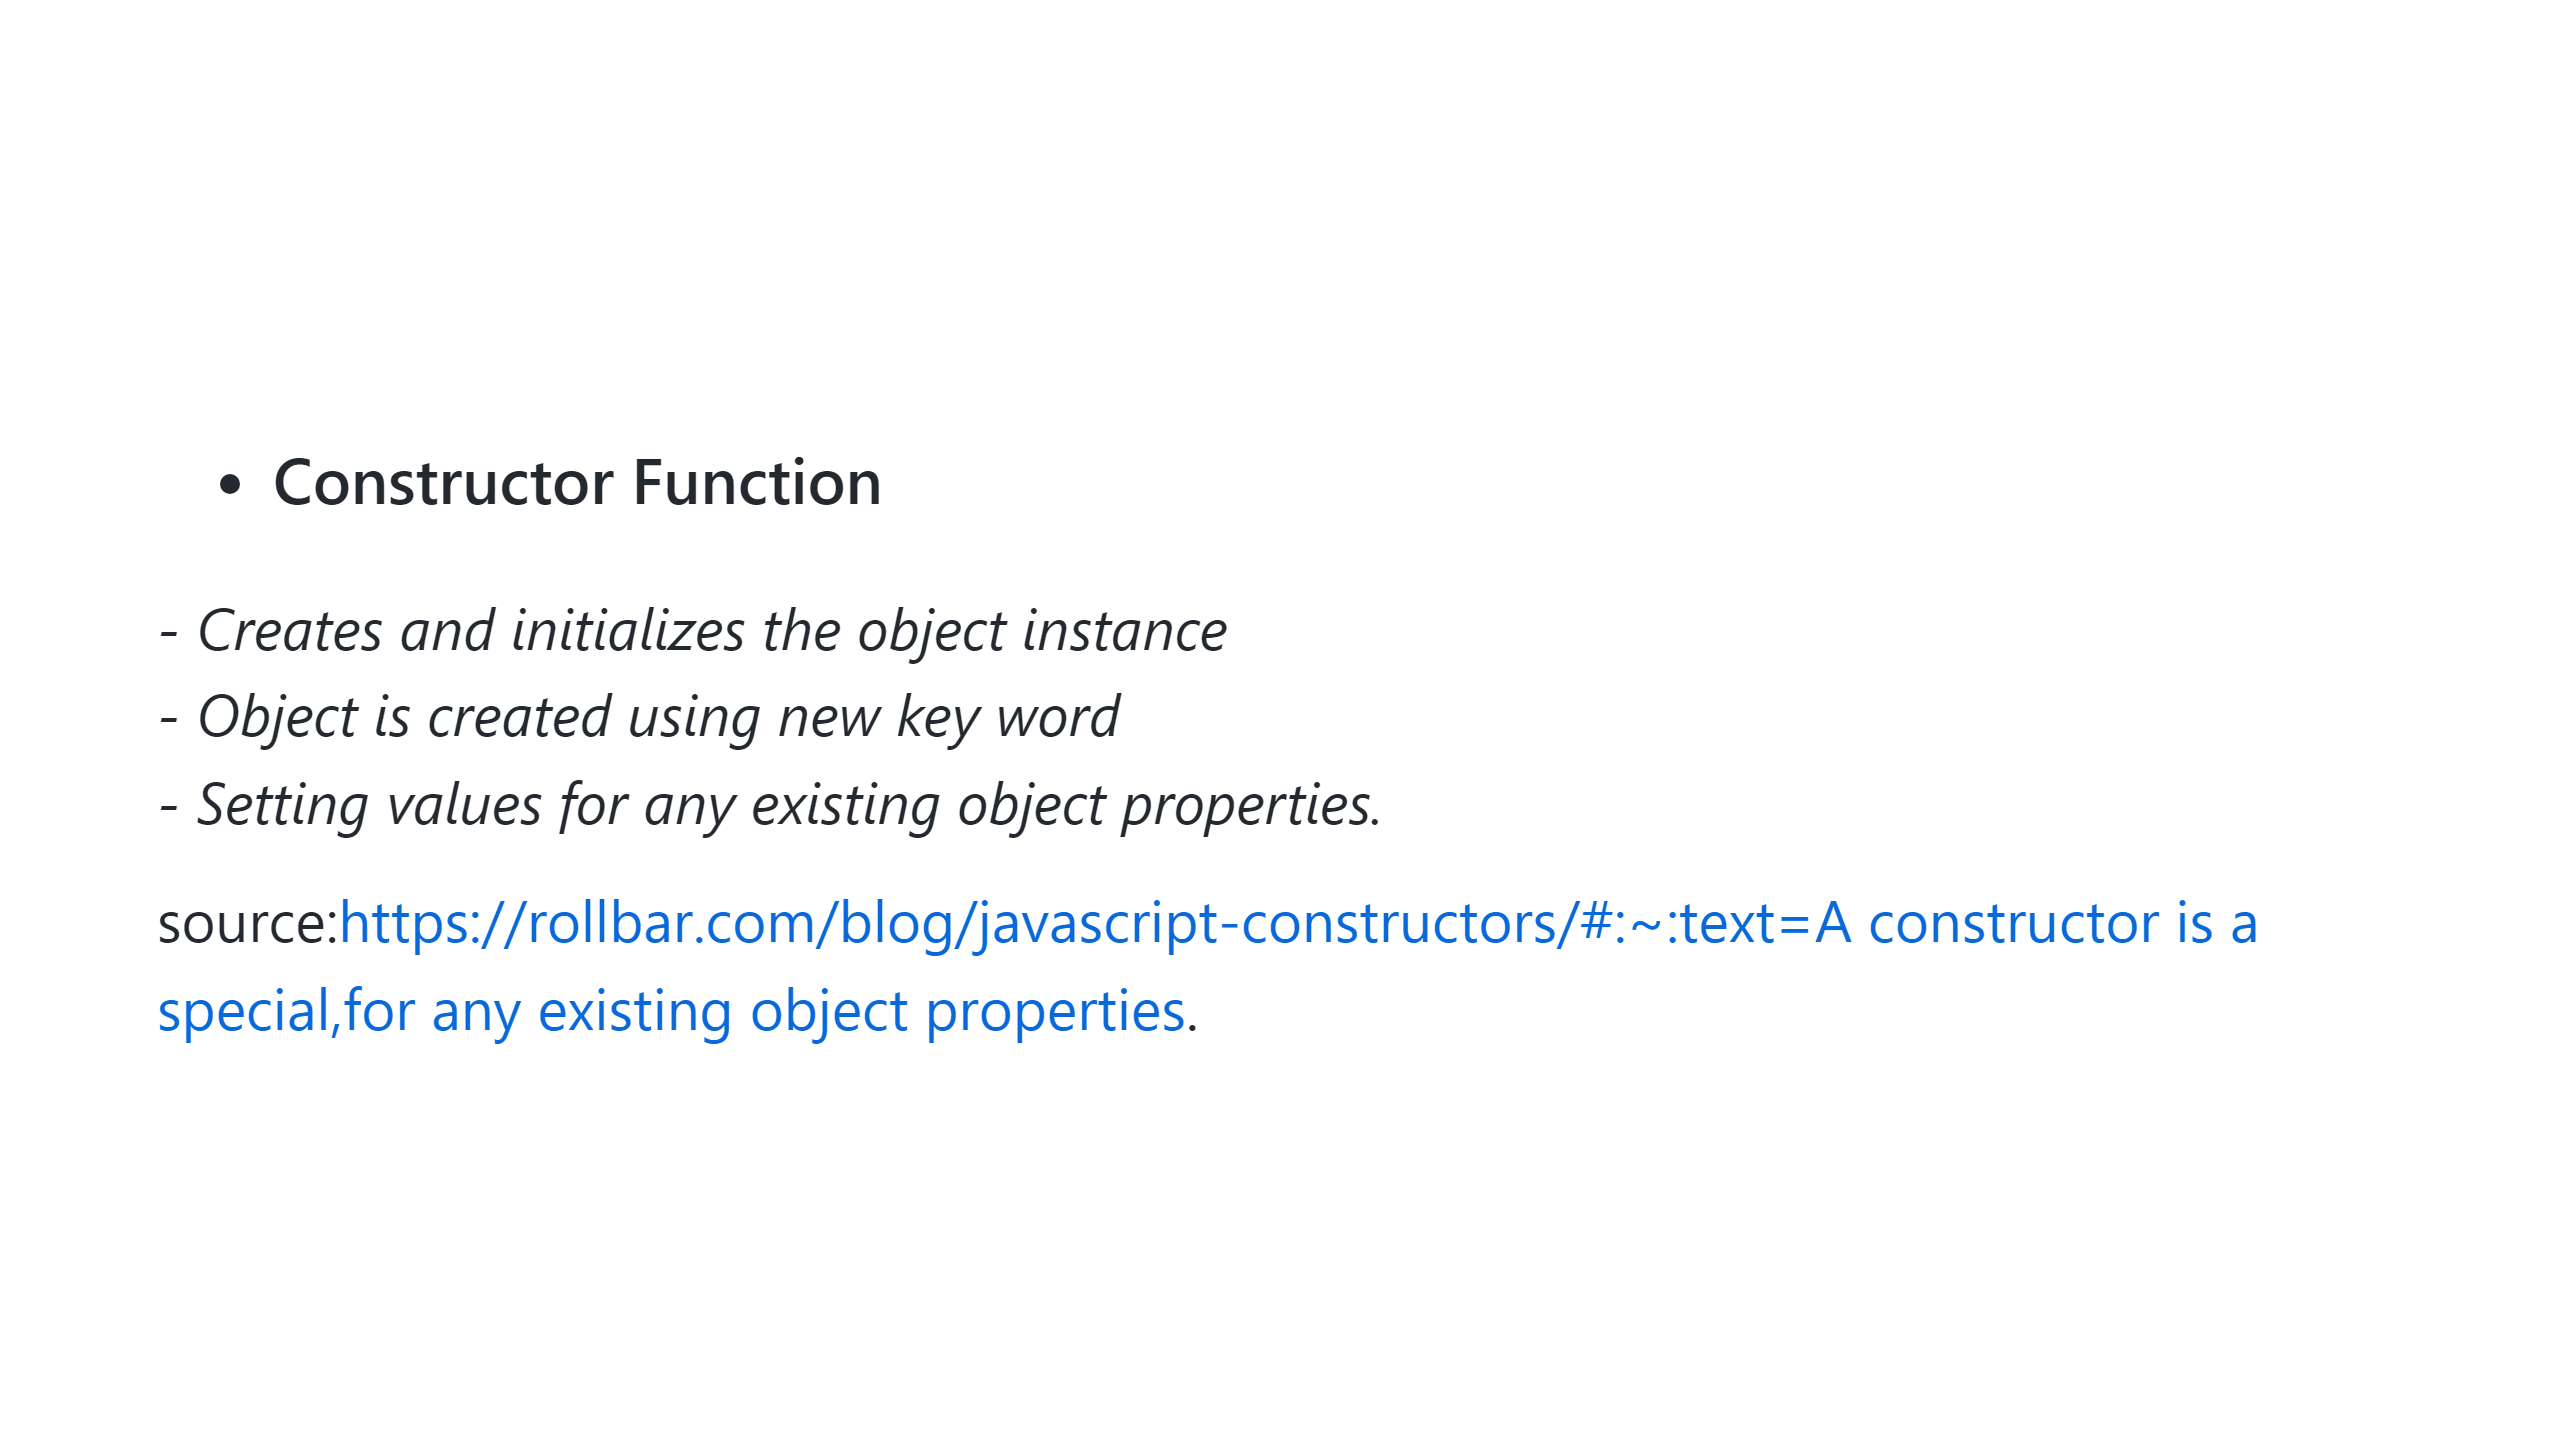 • Constructor Function
- Creates and initializes the object instance
- Object is created using new key word
- Setting values for any existing object properties.
source:https://rollbar.com/blog/javascript-constructors/#:~:text=A constructor is a
special,for any existing object properties.